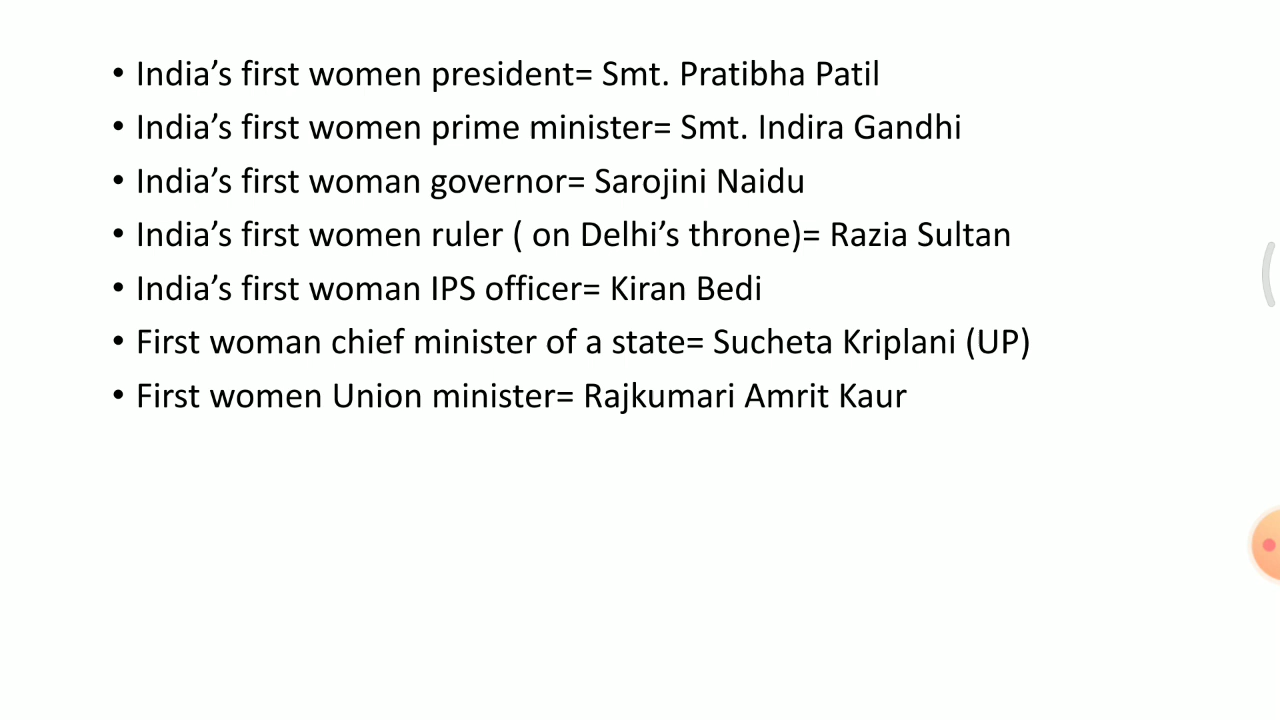 • India’s first women president= Smt. Pratibha Patil
• India’s first women prime minister= Smt. Indira Gandhi
• India’s first woman governor= Sarojini Naidu
• India’s first women ruler ( on Delhi’s throne)= Razia Sultan
• India’s first woman IPS officer= Kiran Bedi
• First woman chief minister of a state= Sucheta Kriplani (UP)
• First women Union minister= Rajkumari Amrit Kaur